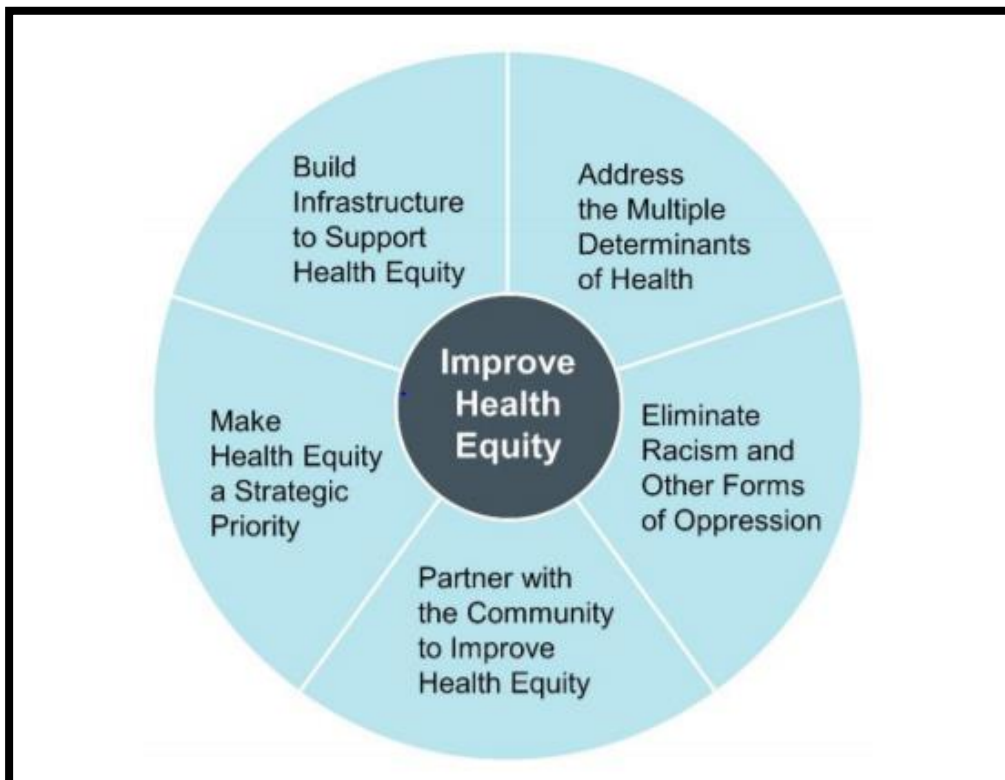 Build
Infrastructure
to Support
Health Equity
Address
the Multiple
Determinants
of Health
Improve
Health
Equity
Make
Health Equity
a Strategic
Priority
Eliminate
Racism and
Other Forms
of Oppression
Partner with
the Community
to Improve
Health Equity